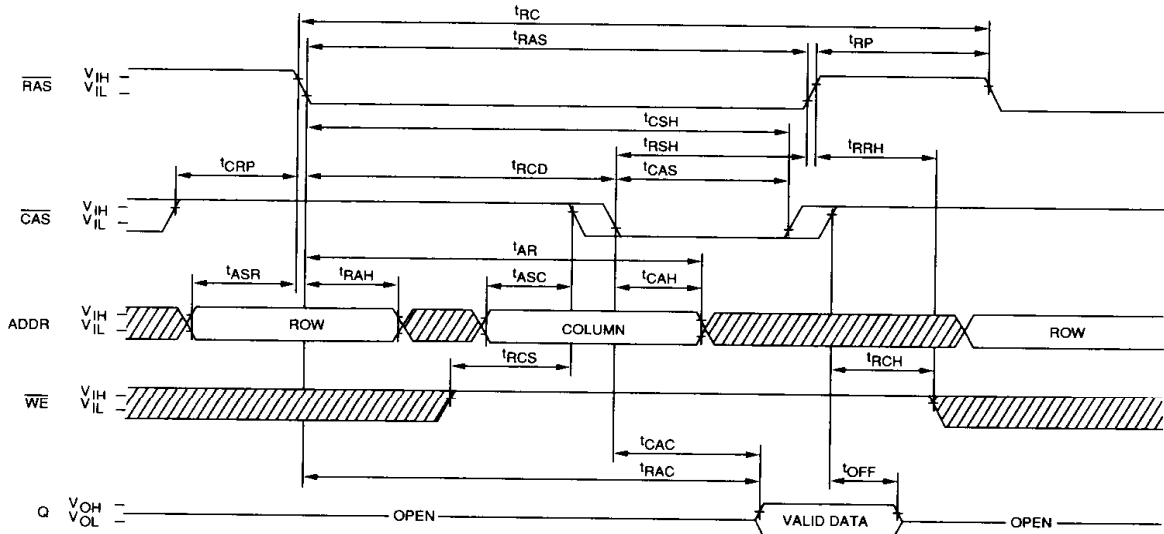 tRC
tRAS
tRP
RAS VIH
VIL
tCSH
tRSH
tRRH
tCRP
tRCD
tCAS
CAS VIH
VIL
tAR
tASR
tRAH
tASC
tCAH
ADDR VIH
VIL
ROW
COLUMN
ROW
tRCS
tRCH
WE VIH
VIL
tCAC
tRAC
tOFF
Q VOH
VOL
OPEN
VALID DATA
OPEN